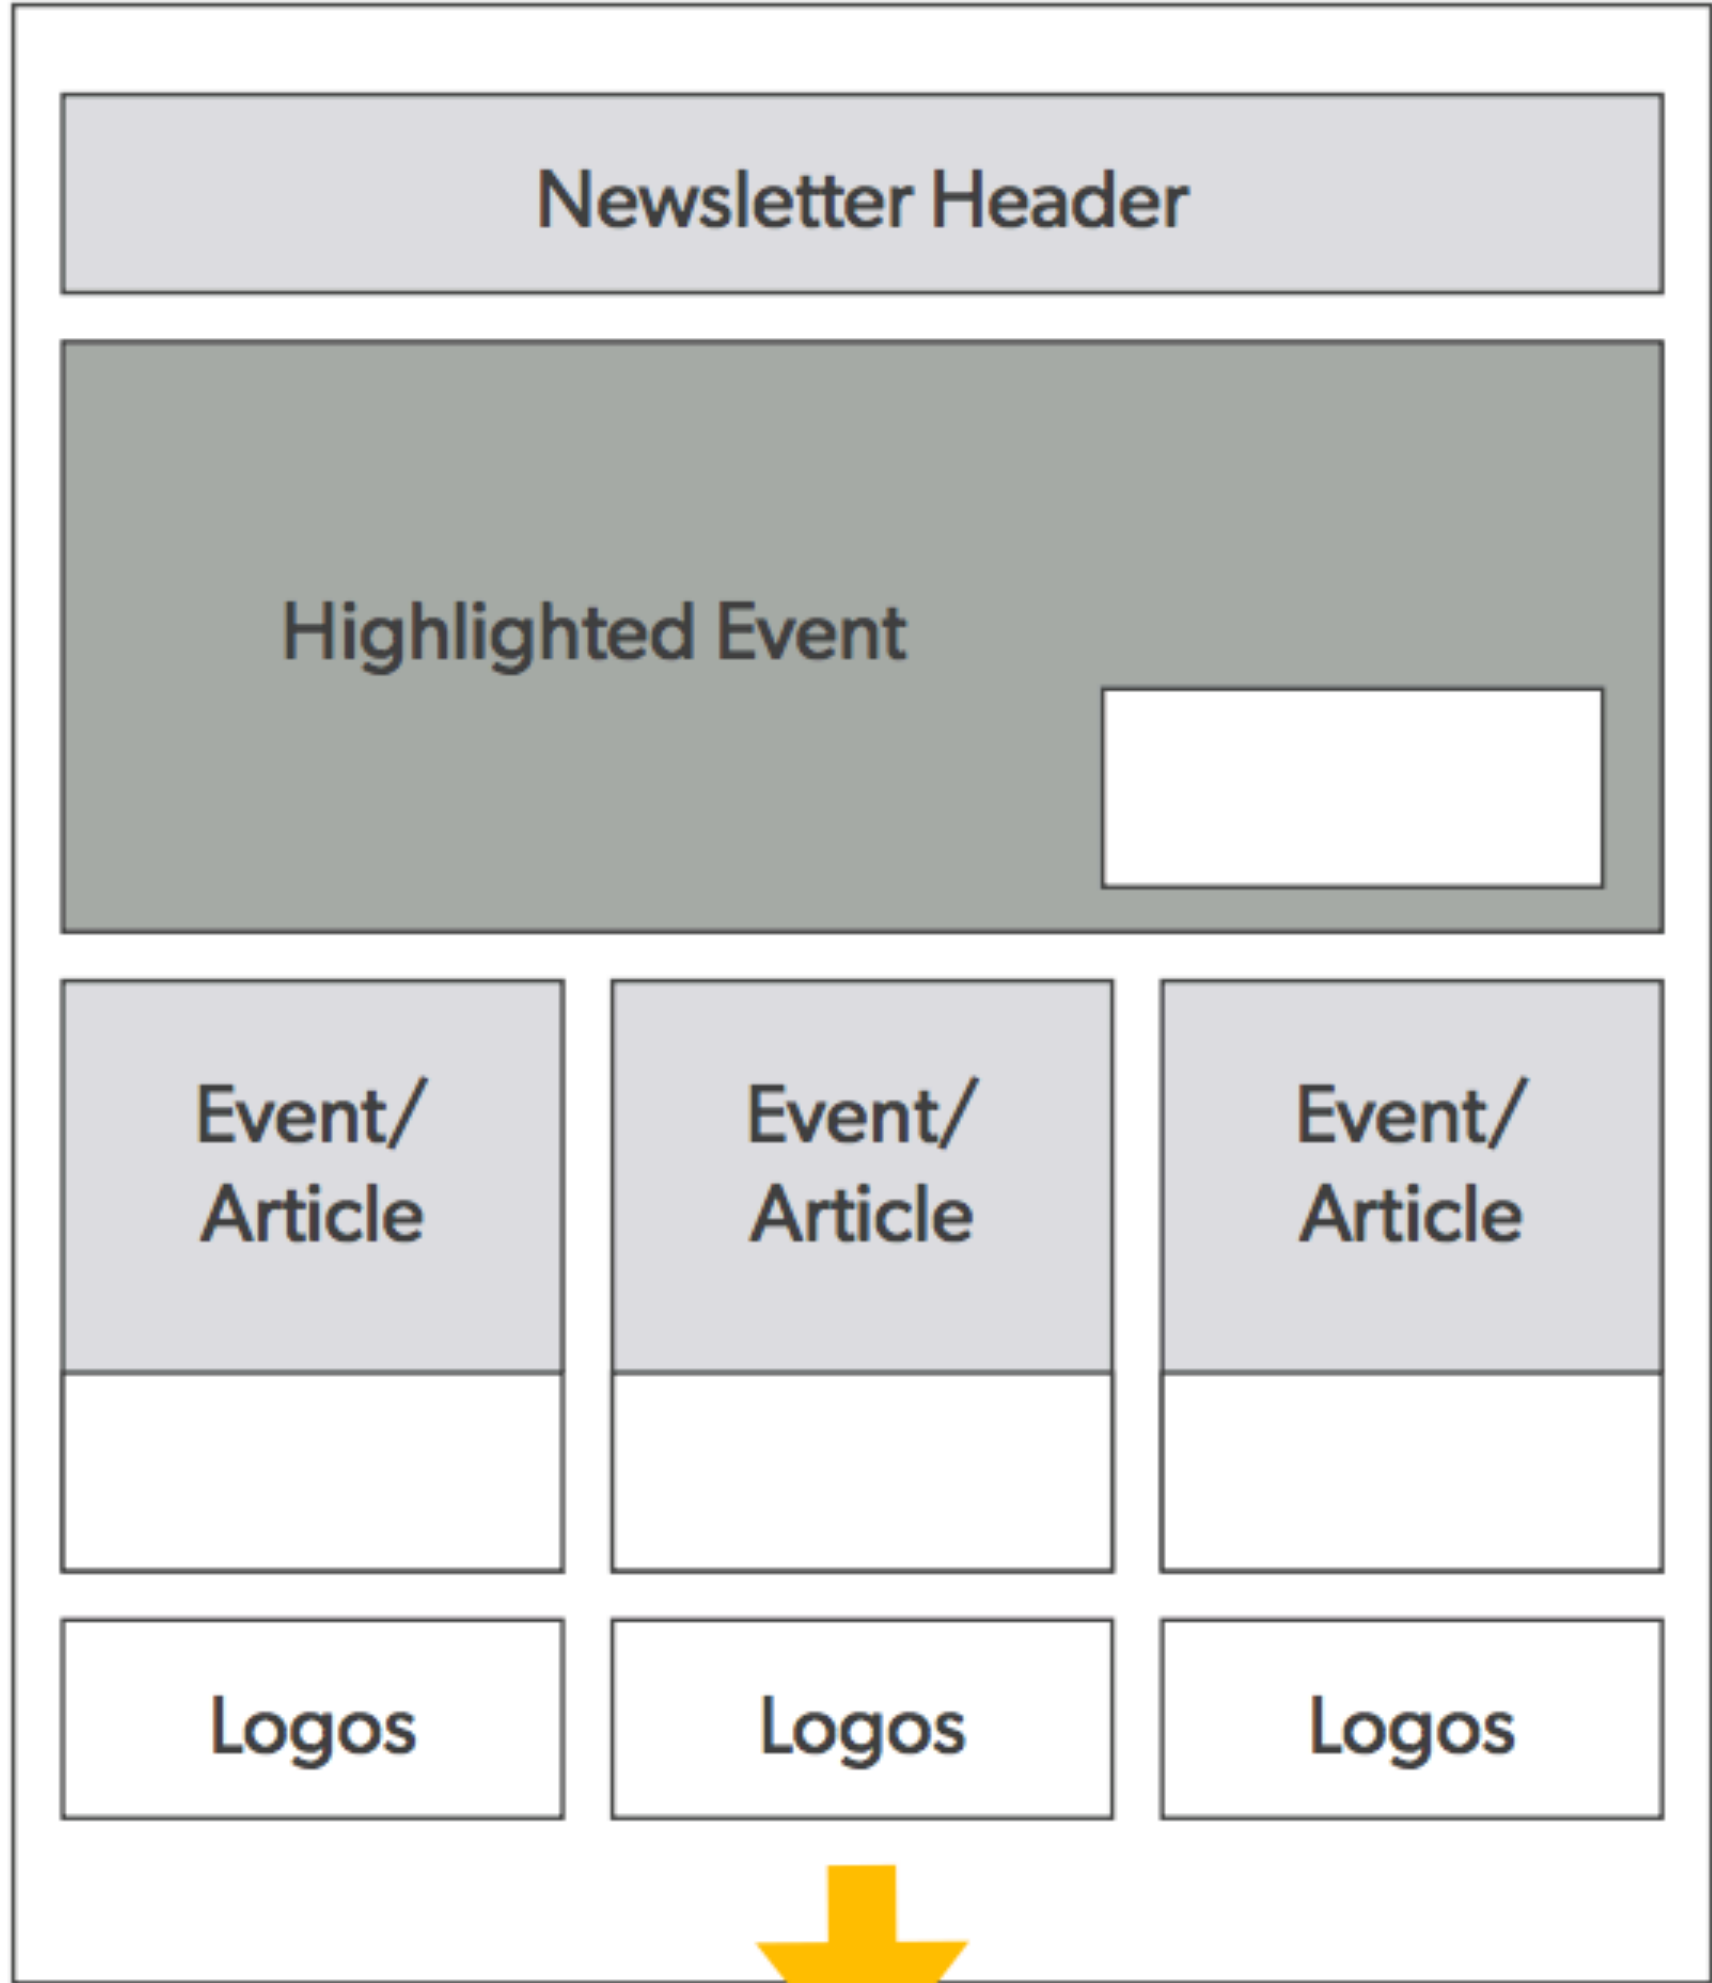 Newsletter Header
Highlighted Event
Event/
Article
Event/
Article
Event/
Article
Logos
Logos
Logos